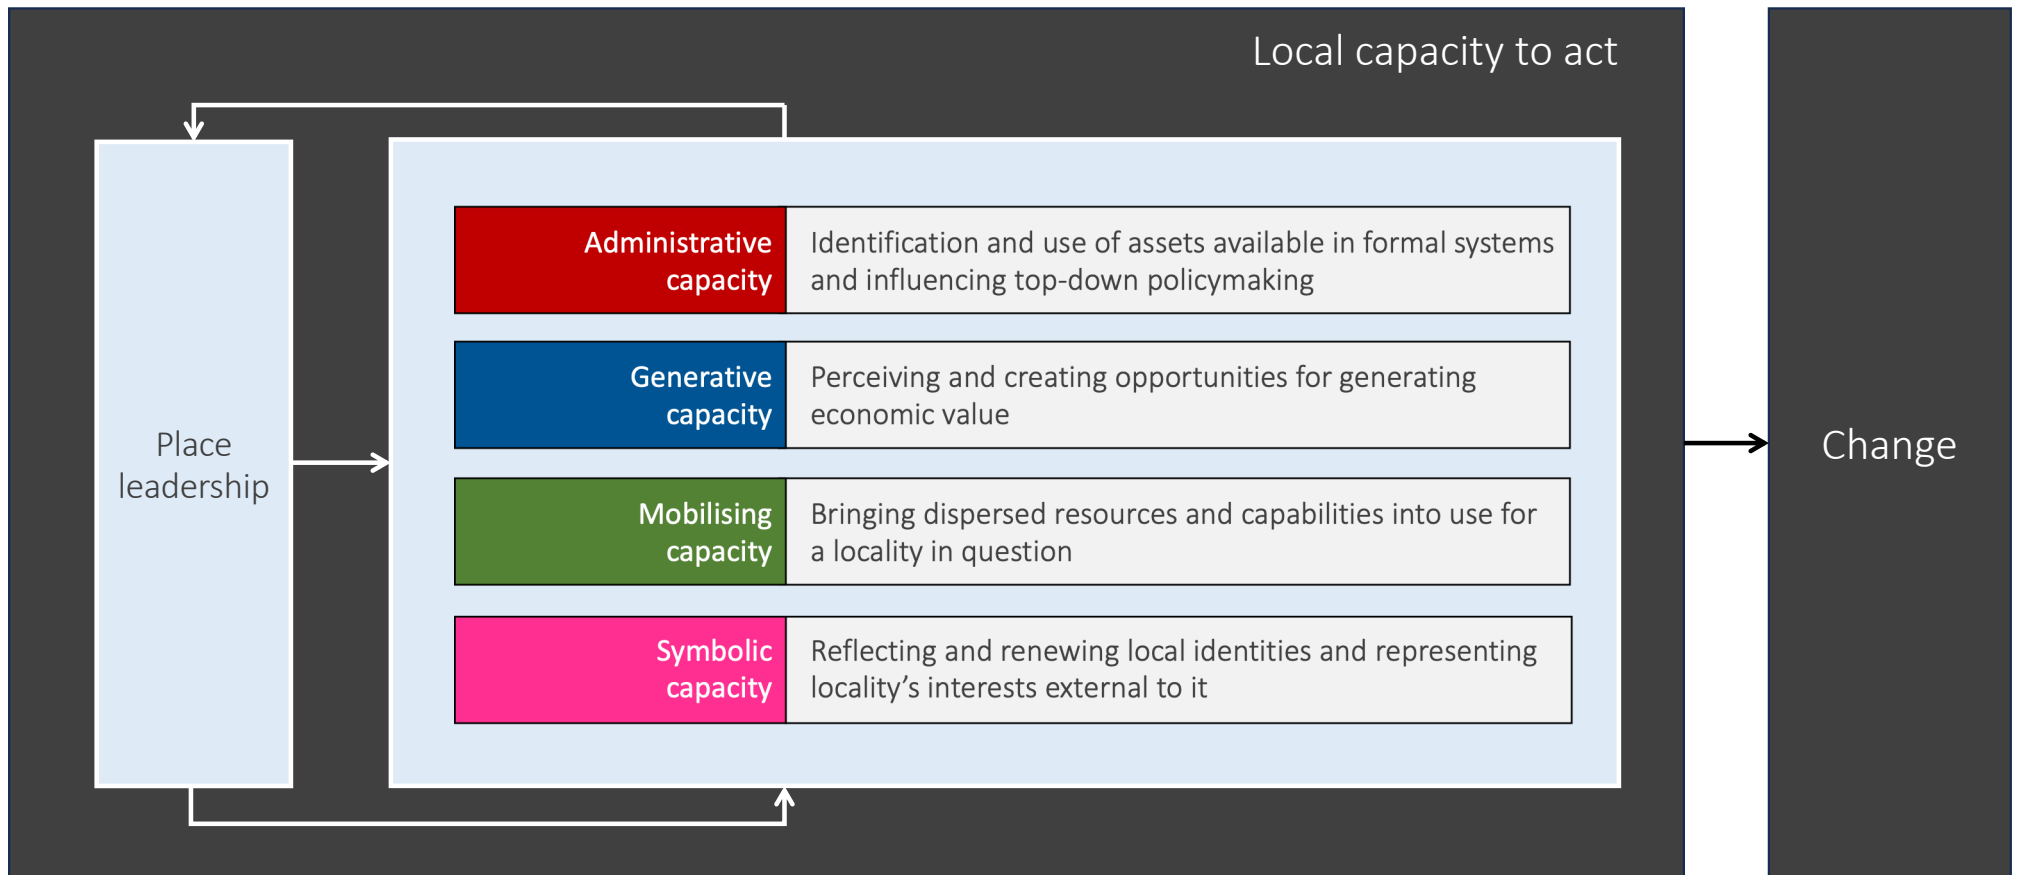 Local capacity to act
Place
leadership
Administrative
capacity
Identification and use of assets available in formal systems
and influencing top-down policymaking
Generative
capacity
Perceiving and creating opportunities for generating
economic value
Mobilising
capacity
Bringing dispersed resources and capabilities into use for
a locality in question
Symbolic
capacity
Reflecting and renewing local identities and representing
locality’s interests external to it
Change